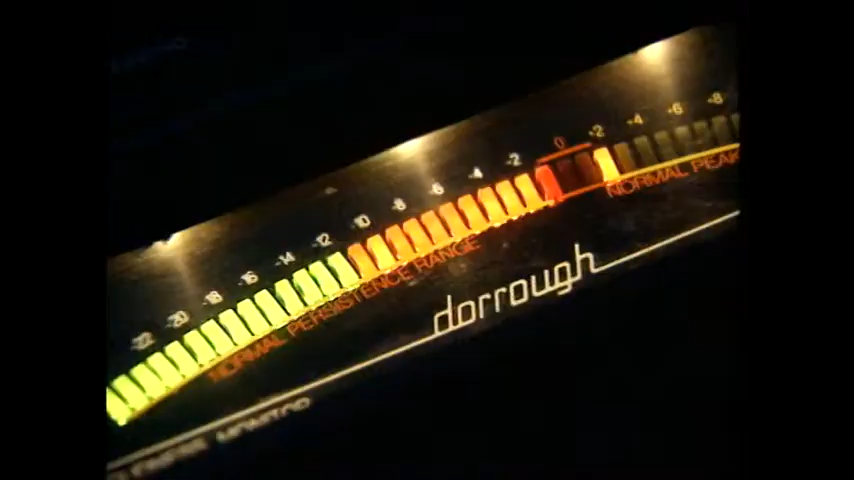 -22 -20 -18 -16 -14 -12 -10 -8 -6 -4 -2 0 +2 +4 +6 +8
NORMAL PERSISTENCE RANGE NORMAL PEAK
dorrough
MONITOR